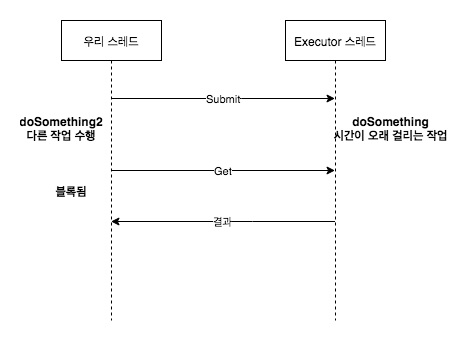 우리 스레드
Executor 스레드
Submit
doSomething2
다른 작업 수행
doSomething
시간이 오래 걸리는 작업
Get
블록됨
결과